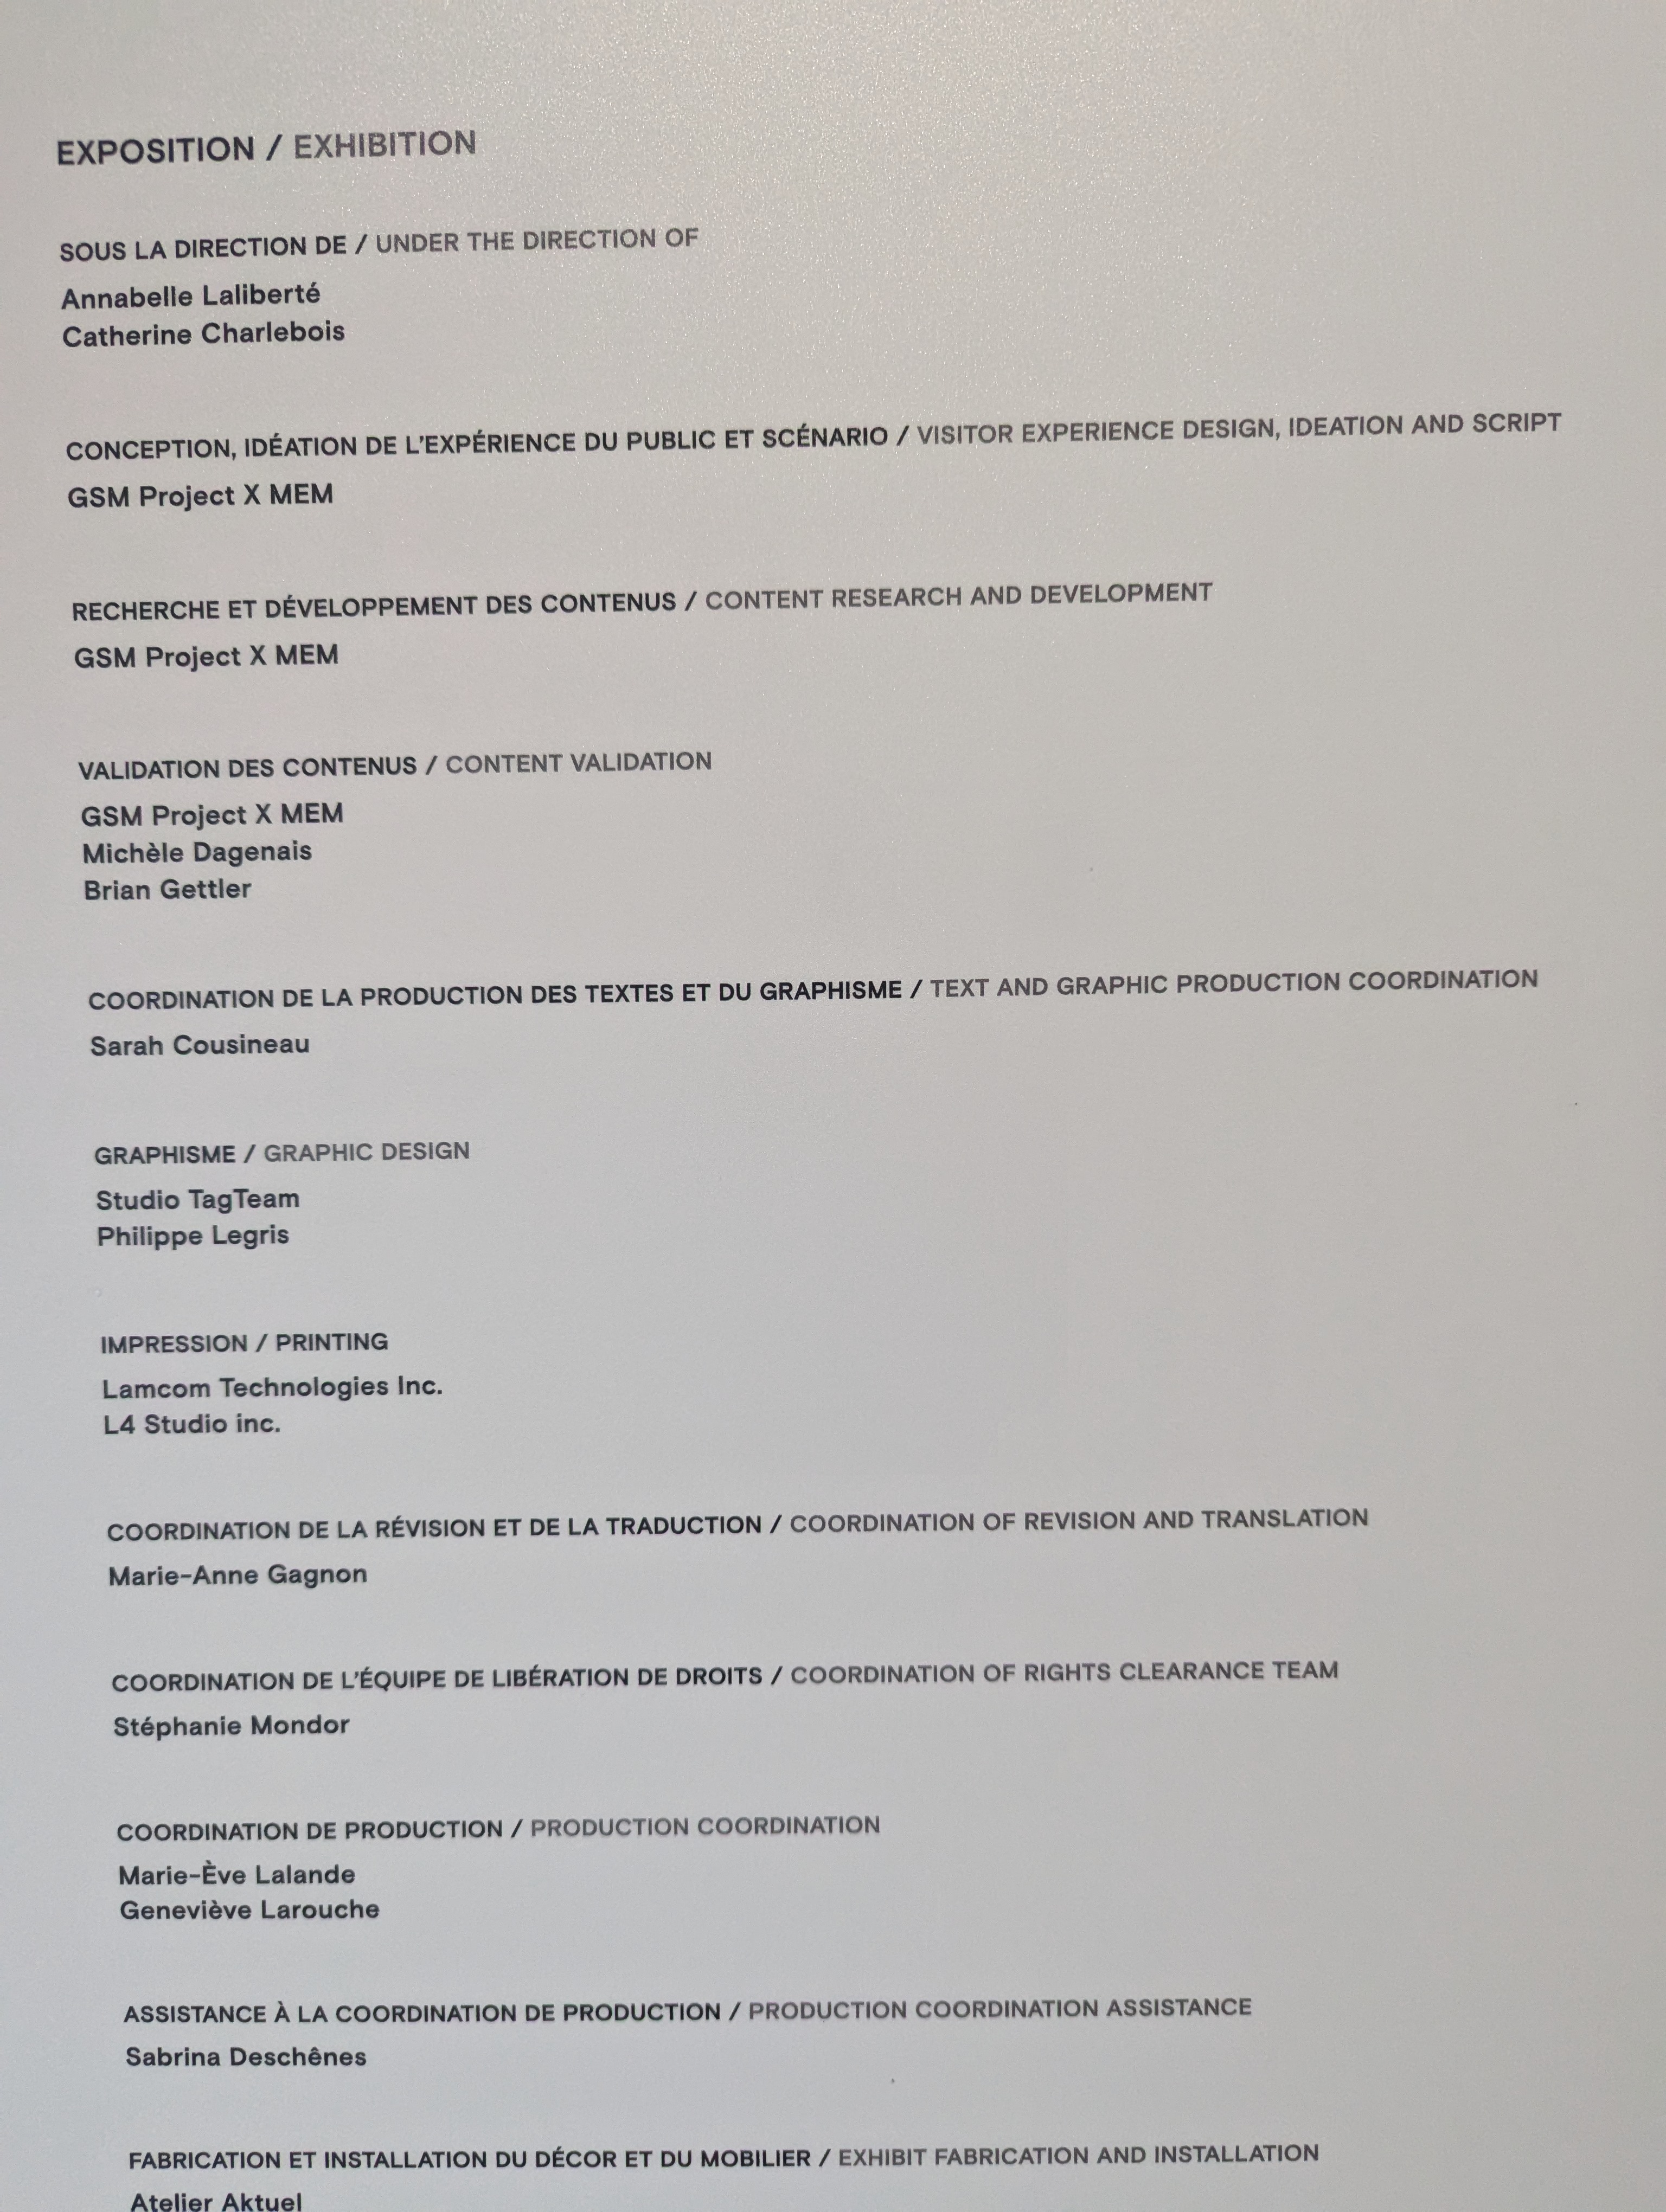 EXPOSITION / EXHIBITION
SOUS LA DIRECTION DE / UNDER THE DIRECTION OF
Annabelle Laliberté
Catherine Charlebois
CONCEPTION, IDÉATION DE L'EXPÉRIENCE DU PUBLIC ET SCÉNARIO / VISITOR EXPERIENCE DESIGN, IDEATION AND SCRIPT
GSM Project X MEM
RECHERCHE ET DÉVELOPPEMENT DES CONTENUS / CONTENT RESEARCH AND DEVELOPMENT
GSM Project X MEM
VALIDATION DES CONTENUS / CONTENT VALIDATION
GSM Project X MEM
Michèle Dagenais
Brian Gettler
COORDINATION DE LA PRODUCTION DES TEXTES ET DU GRAPHISME / TEXT AND GRAPHIC PRODUCTION COORDINATION
Sarah Cousineau
GRAPHISME / GRAPHIC DESIGN
Studio TagTeam
Philippe Legris
IMPRESSION / PRINTING
Lamcom Technologies Inc.
L4 Studio inc.
COORDINATION DE LA RÉVISION ET DE LA TRADUCTION / COORDINATION OF REVISION AND TRANSLATION
Marie-Anne Gagnon
COORDINATION DE L'ÉQUIPE DE LIBÉRATION DE DROITS / COORDINATION OF RIGHTS CLEARANCE TEAM
Stéphanie Mondor
COORDINATION DE PRODUCTION / PRODUCTION COORDINATION
Marie-Ève Lalande
Geneviève Larouche
ASSISTANCE À LA COORDINATION DE PRODUCTION / PRODUCTION COORDINATION ASSISTANCE
Sabrina Deschênes
FABRICATION ET INSTALLATION DU DÉCOR ET DU MOBILIER / EXHIBIT FABRICATION AND INSTALLATION
Atelier Aktuel